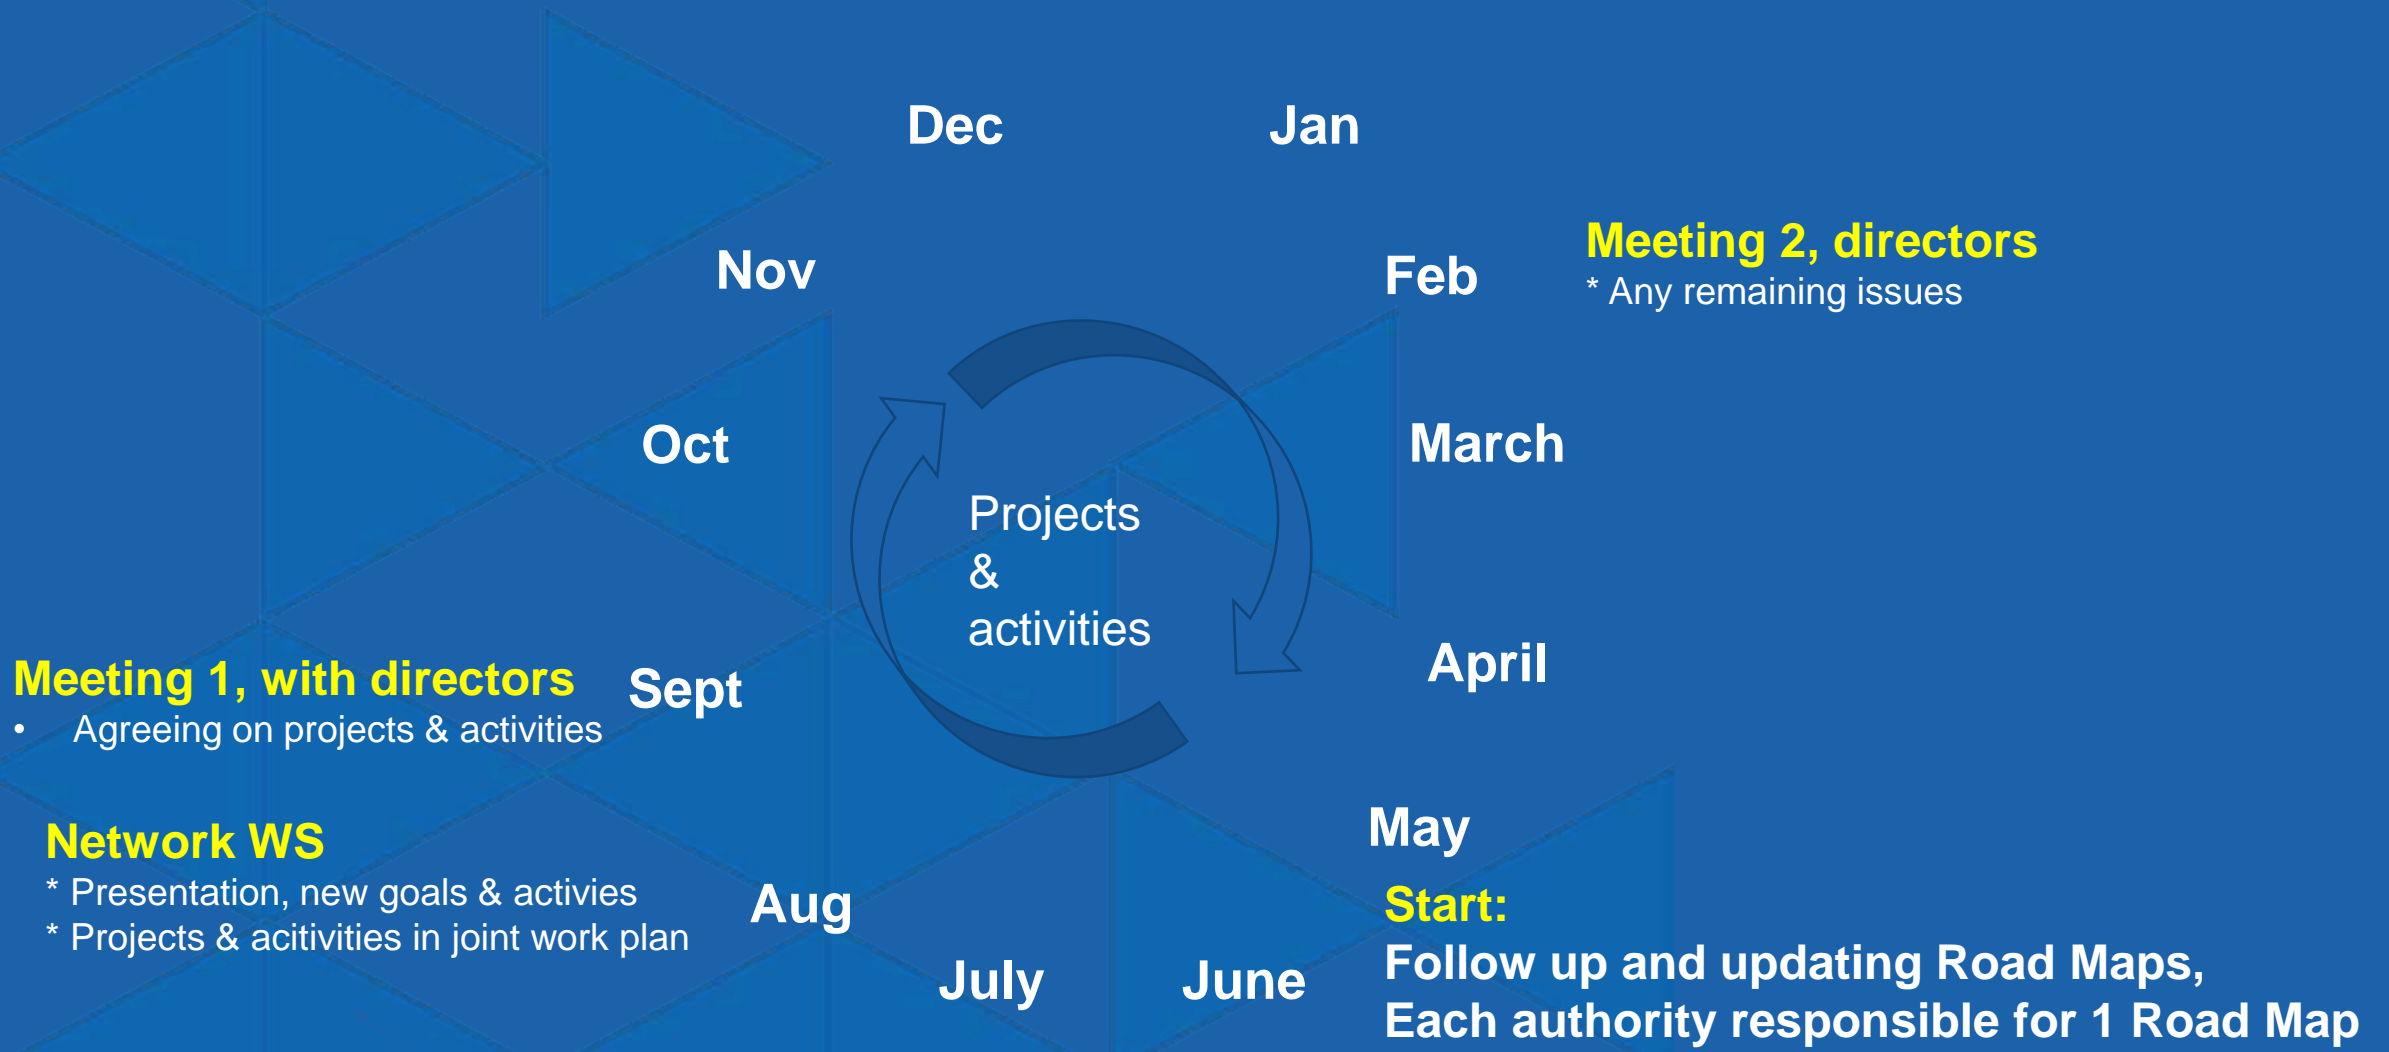 Dec
Jan
Nov
Feb
Meeting 2, directors
* Any remaining issues
Oct
March
Projects
&
activities
April
Meeting 1, with directors
• Agreeing on projects & activities
Sept
May
Network WS
* Presentation, new goals & activies
* Projects & acitivities in joint work plan
Aug
July
June
Start:
Follow up and updating Road Maps,
Each authority responsible for 1 Road Map